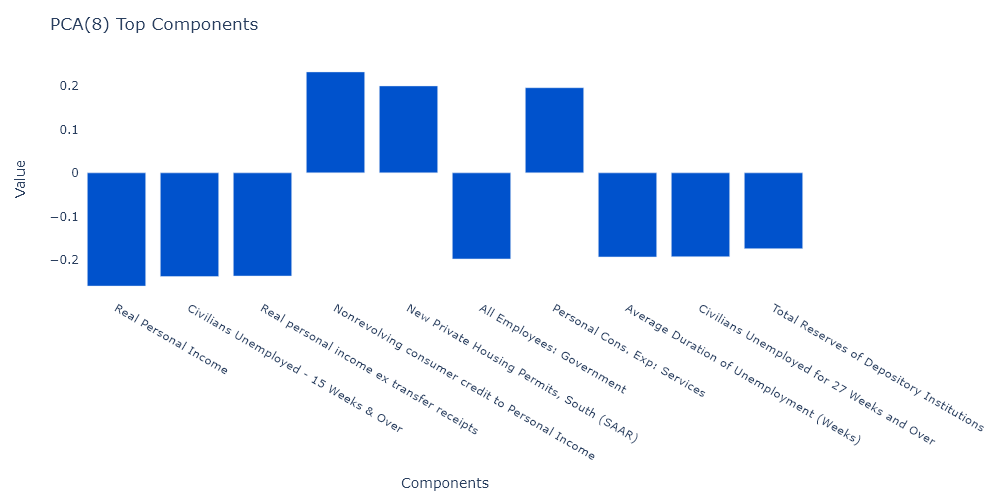 PCA(8) Top Components
Value
0.2
0.1
0
−0.1
−0.2
Real Personal Income
Civilians Unemployed - 15 Weeks & Over
Real personal income ex transfer receipts
Nonrevolving consumer credit to Personal Income
New Private Housing Permits, South (SAAR)
All Employees: Government
Personal Cons. Exp: Services
Average Duration of Unemployment (Weeks)
Civilians Unemployed for 27 Weeks and Over
Total Reserves of Depository Institutions
Components